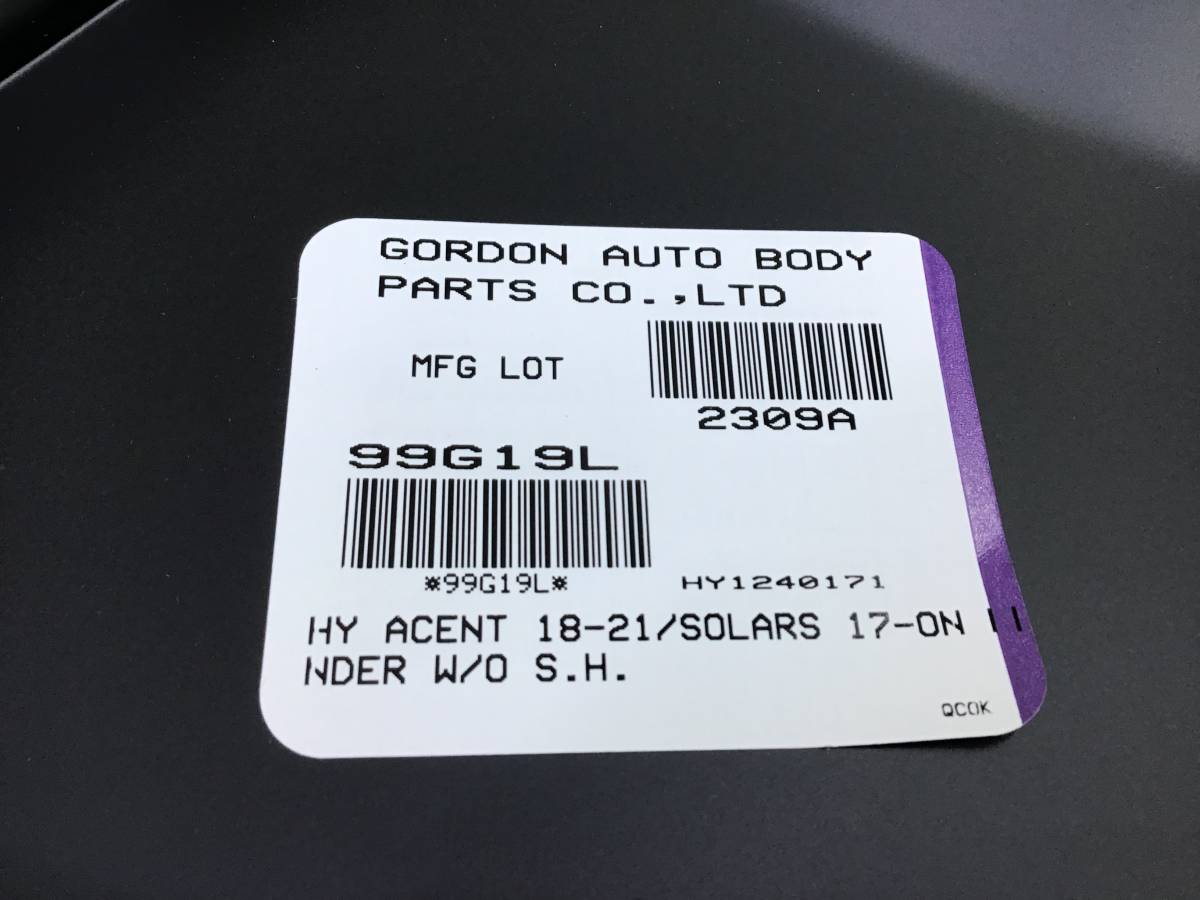 GORDON AUTO BODY
PARTS CO.,LTD
MFG LOT
2309A
99G19L
*99G19L*
HY1240171
HY ACENT 18-21/SOLARS 17-ON
NDER W/O S.H.
QCOK